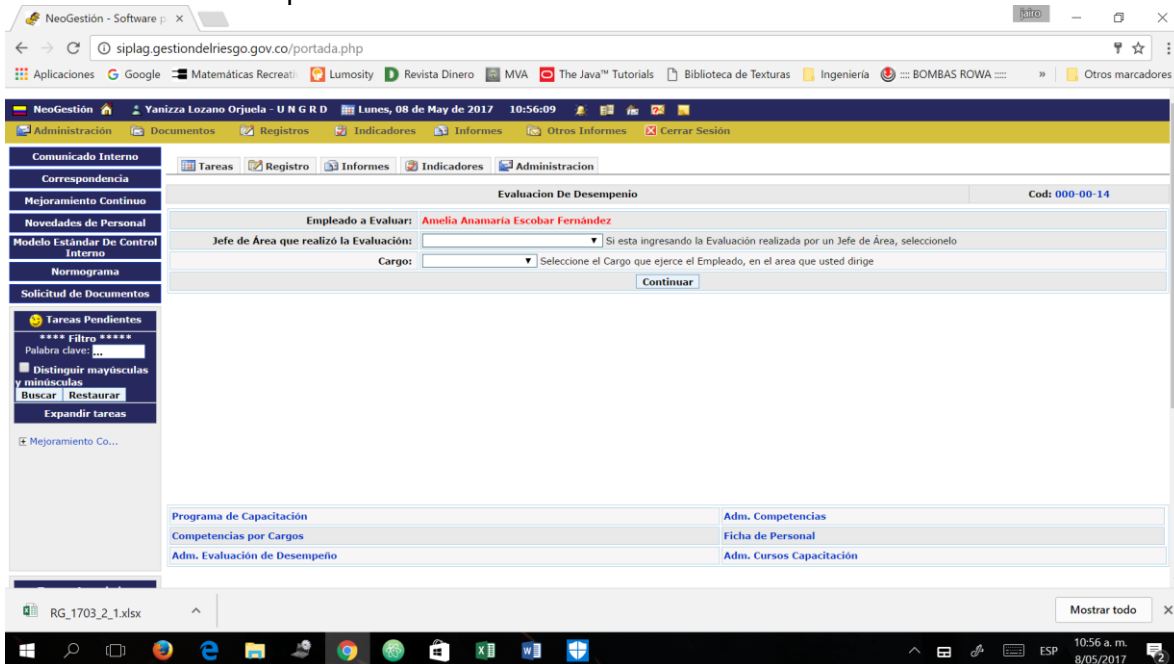 NeoGestión - Software p
jairo
siplag.gestiondelriesgo.gov.co/portada.php
Aplicaciones Google Matemáticas Recreati Lumosity Revista Dinero MVA The Java™ Tutorials Biblioteca de Texturas Ingeniería :::: BOMBAS ROWA ::::: » Otros marcadores
NeoGestión Yanizza Lozano Orjuela - U N G R D Lunes, 08 de May de 2017 10:56:09
Administración Documentos Registros Indicadores Informes Otros Informes Cerrar Sesión
Comunicado Interno
Correspondencia
Mejoramiento Continuo
Novedades de Personal
Modelo Estándar De Control
Interno
Normograma
Solicitud de Documentos
Tareas Pendientes
**** Filtro *****
Palabra clave: ...
Distinguir mayúsculas
y minúsculas
Buscar Restaurar
Expandir tareas
Mejoramiento Co...
Tareas Registro Informes Indicadores Administracion
Evaluacion De Desempenio Cod: 000-00-14
Empleado a Evaluar: Amelia Anamaría Escobar Fernández
Jefe de Área que realizó la Evaluación: Si esta ingresando la Evaluación realizada por un Jefe de Área, seleccionelo
Cargo: Seleccione el Cargo que ejerce el Empleado, en el area que usted dirige
Continuar
Programa de Capacitación Adm. Competencias
Competencias por Cargos Ficha de Personal
Adm. Evaluación de Desempeño Adm. Cursos Capacitación
RG_1703_2_1.xlsx Mostrar todo
ESP 10:56 a. m.
8/05/2017